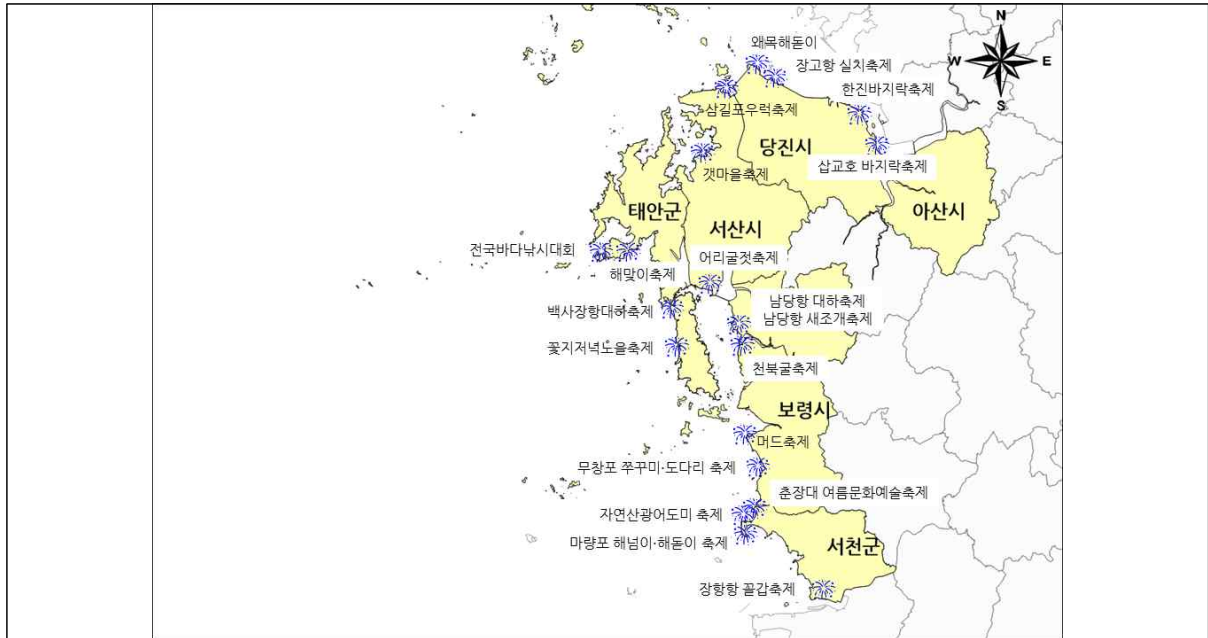 N
왜목해돋이
장고항 실치축제
W
E
한진바지락축제
S
삼길포우럭축제
당진시
삽교호 바지락축제
갯마을축제
태안군
아산시
서산시
전국바다낚시대회
어리굴젓축제
해맞이축제
남당항 대하축제
백사장항대하축제
남당항 새조개축제
꽃지저녁노을축제
천북굴축제
보령시
머드축제
무창포 쭈꾸미·도다리 축제
춘장대 여름문화예술축제
자연산광어도미 축제
마량포 해넘이·해돋이 축제
서천군
장항항 꼴갑축제